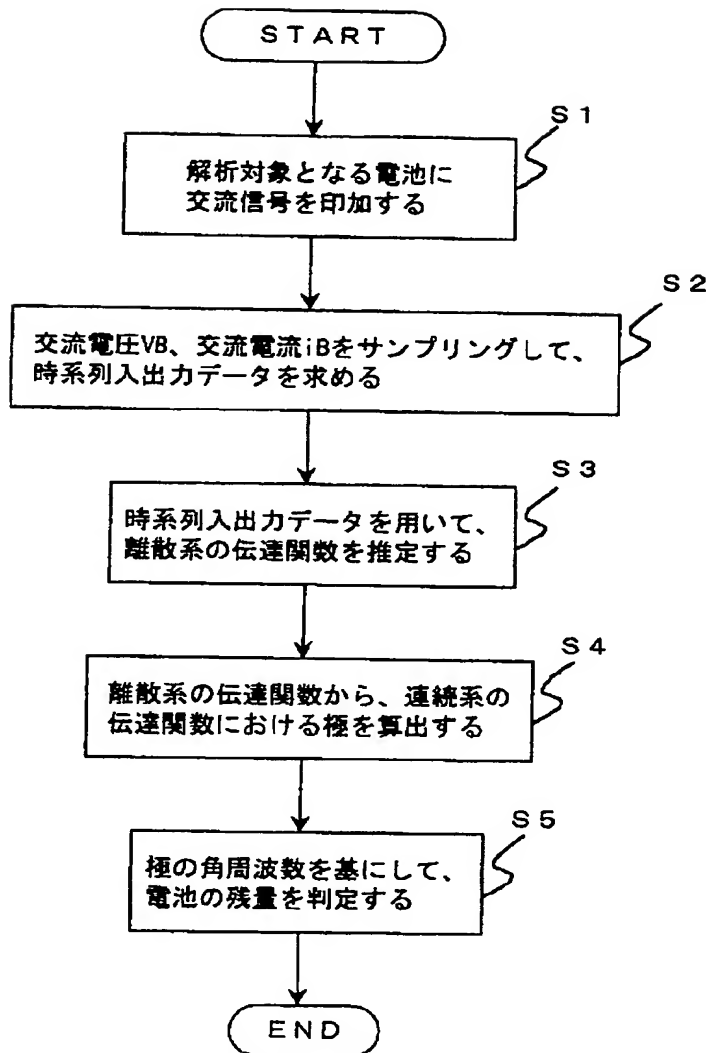 START
S1
解析対象となる電池に
交流信号を印加する
S2
交流電圧VB、交流電流iBをサンプリングして、
時系列入出力データを求める
S3
時系列入出力データを用いて、
離散系の伝達関数を推定する
S4
離散系の伝達関数から、連続系の
伝達関数における極を算出する
S5
極の角周波数を基にして、
電池の残量を判定する
END